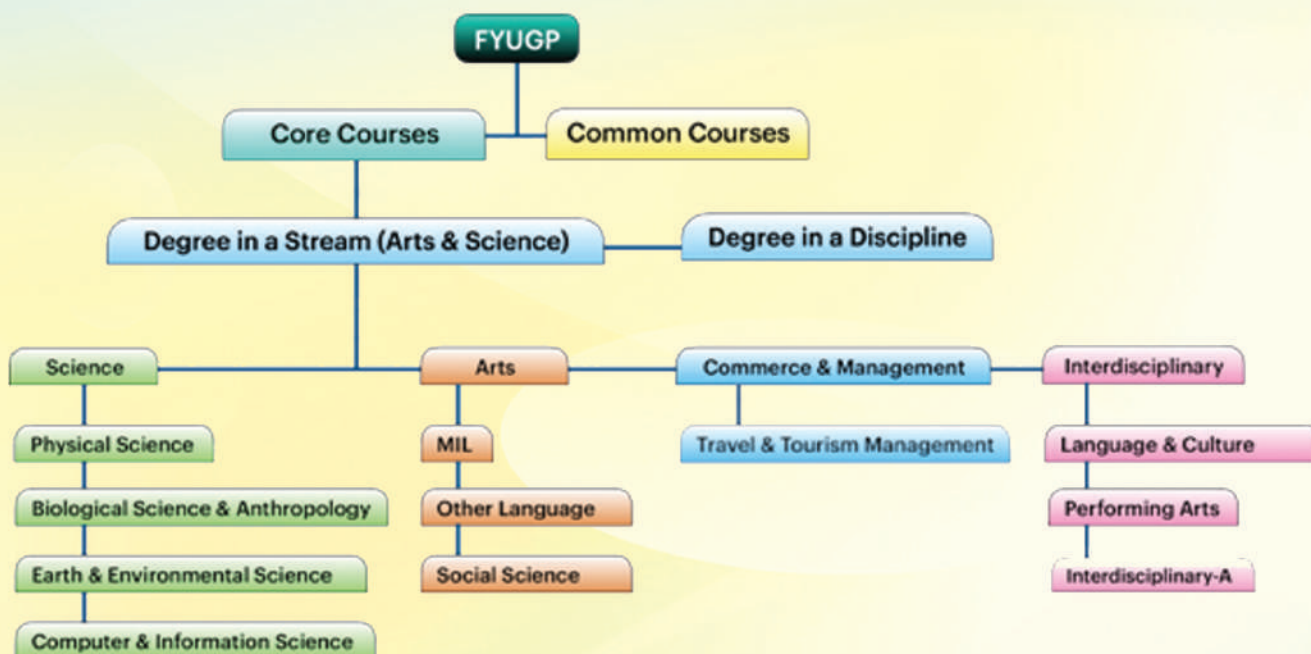 FYUGP
Core Courses
Common Courses
Degree in a Stream (Arts & Science)
Degree in a Discipline
Science
Arts
Commerce & Management
Interdisciplinary
Physical Science
MIL
Travel & Tourism Management
Language & Culture
Biological Science & Anthropology
Other Language
Performing Arts
Earth & Environmental Science
Social Science
Interdisciplinary-A
Computer & Information Science